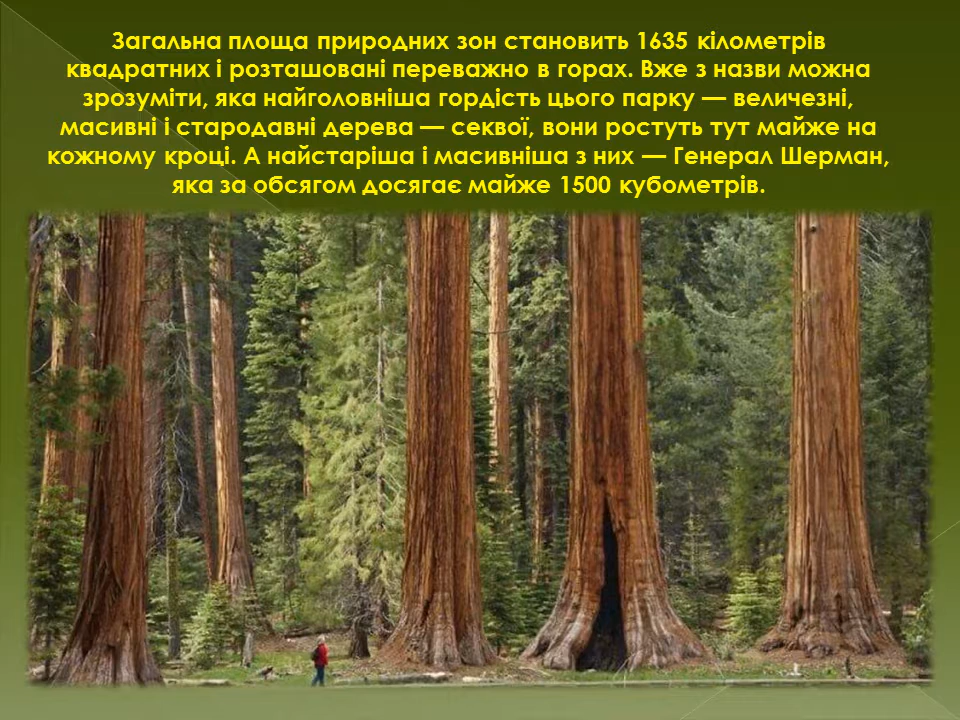 Загальна площа природних зон становить 1635 кілометрів
квадратних і розташовані переважно в горах. Вже з назви можна
зрозуміти, яка найголовніша гордість цього парку — величезні,
масивні і стародавні дерева — секвої, вони ростуть тут майже на
кожному кроці. А найстаріша і масивніша з них — Генерал Шерман,
яка за обсягом досягає майже 1500 кубометрів.